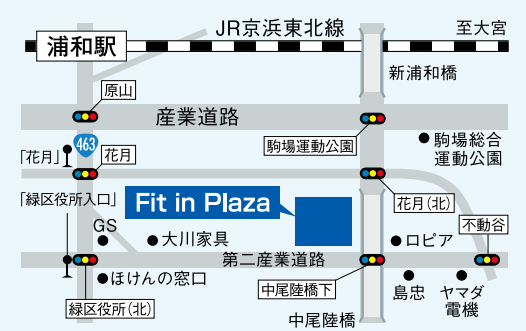 JR京浜東北線
至大宮
浦和駅
新浦和橋
原山
産業道路
463
駒場運動公園
駒場総合
運動公園
「花月」
花月
「緑区役所入口」
Fit in Plaza
花月(北)
不動谷
GS
大川家具
ロピア
第二産業道路
ほけんの窓口
中尾陸橋下
島忠
ヤマダ
電機
緑区役所(北)
中尾陸橋